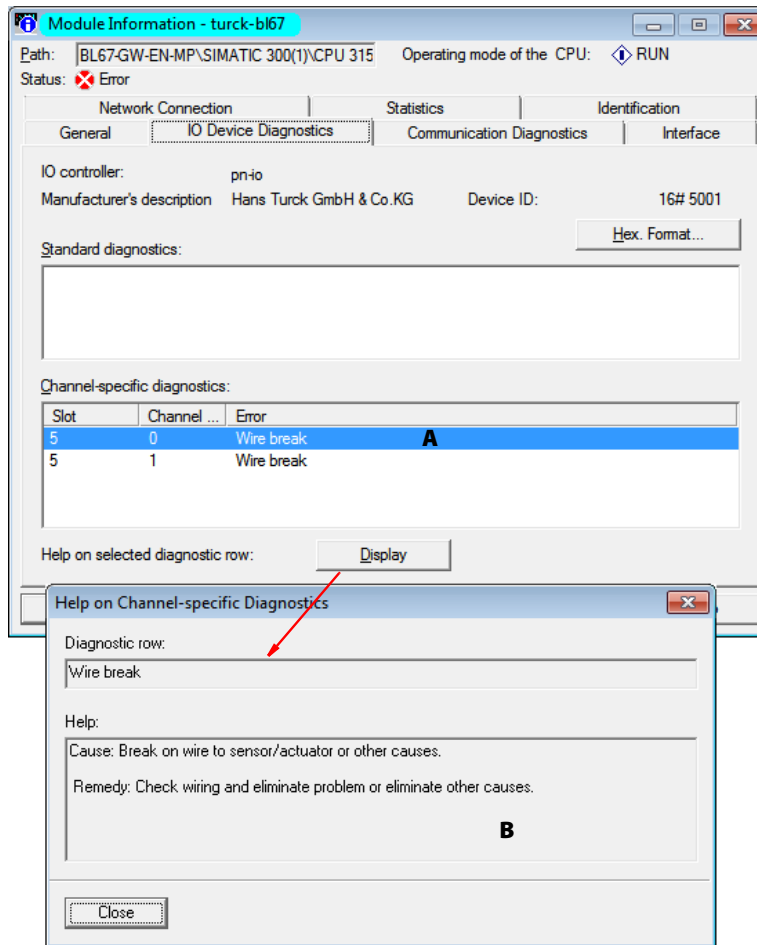 Module Information - turck-bl67
Path: BL67-GW-EN-MP\SIMATIC 300(1)\CPU 315 Operating mode of the CPU: RUN
Status: Error
Network Connection Statistics Identification
General IO Device Diagnostics Communication Diagnostics Interface
IO controller: pn-io
Manufacturer's description Hans Turck GmbH & Co.KG Device ID: 16# 5001
Hex. Format...
Standard diagnostics:
Channel-specific diagnostics:
Slot Channel ... Error
5 0 Wire break A
5 1 Wire break
Help on selected diagnostic row: Display
Help on Channel-specific Diagnostics
Diagnostic row:
Wire break
Help:
Cause: Break on wire to sensor/actuator or other causes.
Remedy: Check wiring and eliminate problem or eliminate other causes.
B
Close